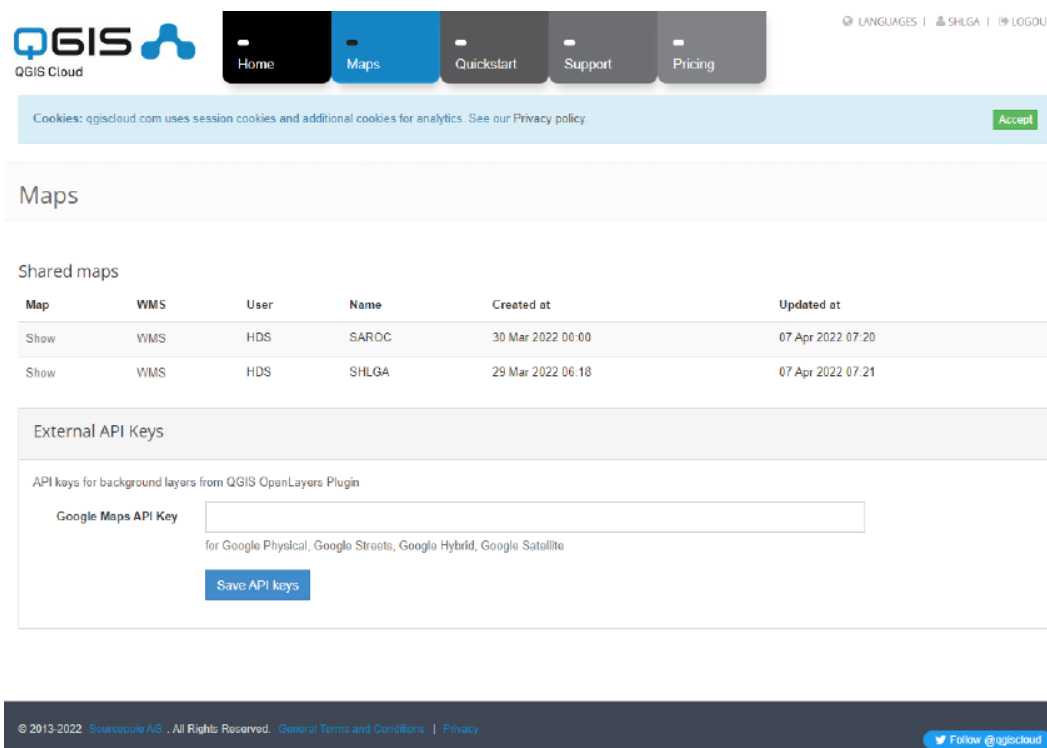 QGIS
QGIS Cloud
Home
Maps
Quickstart
Support
Pricing
LANGUAGES | SHLGA | LOGOU
Cookies: qgiscloud.com uses session cookies and additional cookies for analytics. See our Privacy policy.
Accept
Maps
Shared maps
Map WMS User Name Created at Updated at
Show WMS HDS SAROC 30 Mar 2022 00:00 07 Apr 2022 07:20
Show WMS HDS SHLGA 29 Mar 2022 06:18 07 Apr 2022 07:21
External API Keys
API keys for background layers from QGIS OpenLayers Plugin
Google Maps API Key
for Google Physical, Google Streets, Google Hybrid, Google Satellite
Save API keys
© 2013-2022 Sourcepole AG . All Rights Reserved. General Terms and Conditions | Privacy
Follow @qgiscloud